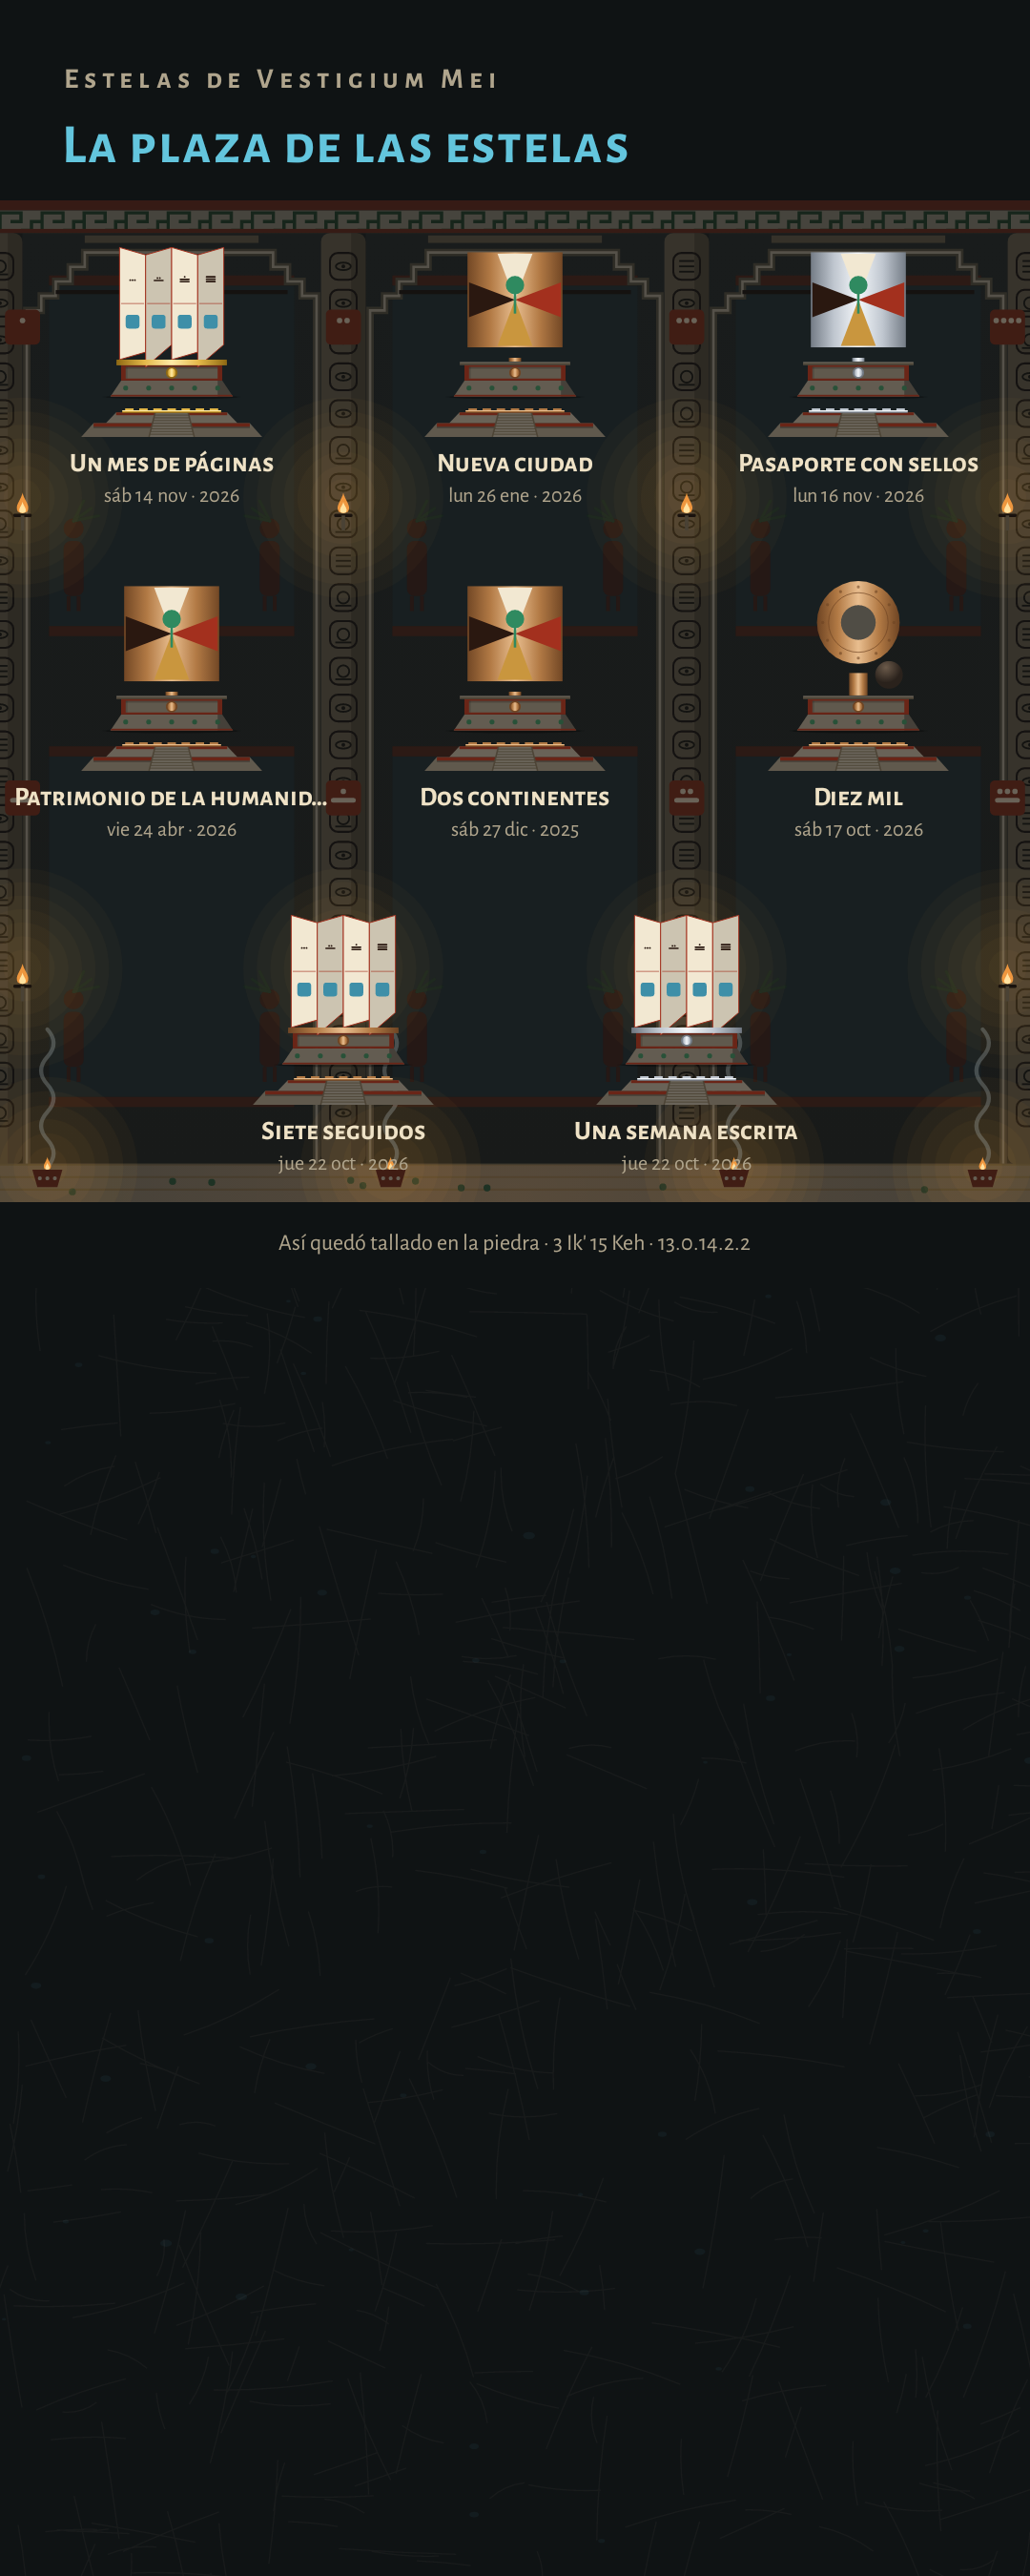 Estelas de Vestigium Mei
La plaza de las estelas
Un mes de páginas
sáb 14 nov · 2026
Nueva ciudad
lun 26 ene · 2026
Pasaporte con sellos
lun 16 nov · 2026
Patrimonio de la humanid…
vie 24 abr · 2026
Dos continentes
sáb 27 dic · 2025
Diez mil
sáb 17 oct · 2026
Siete seguidos
jue 22 oct · 2026
Una semana escrita
jue 22 oct · 2026
Así quedó tallado en la piedra · 3 Ik' 15 Keh · 13.0.14.2.2